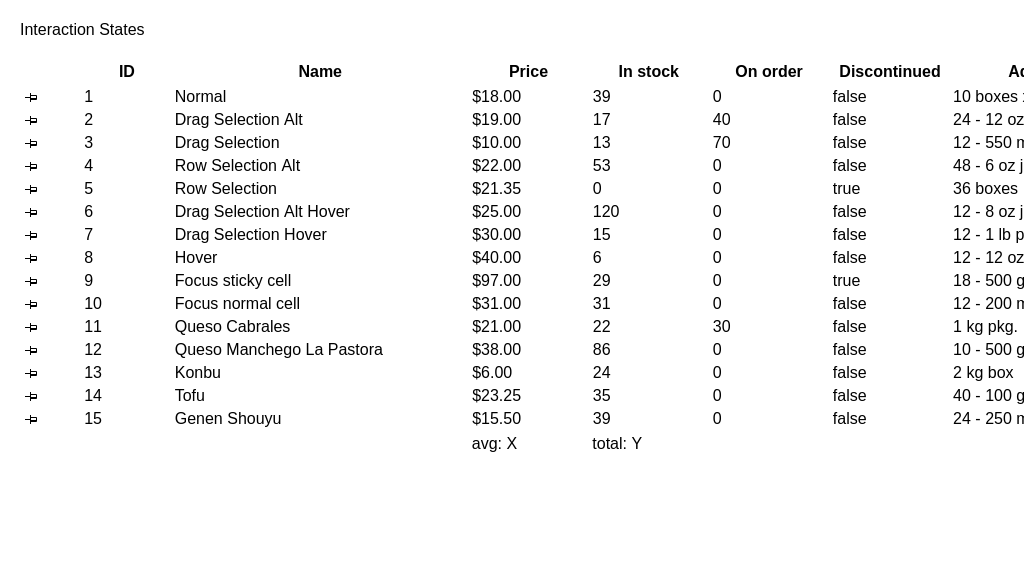 Interaction States
ID Name Price In stock On order Discontinued
1 Normal $18.00 39 0 false 10 boxes
2 Drag Selection Alt $19.00 17 40 false 24 - 12 oz
3 Drag Selection $10.00 13 70 false 12 - 550
4 Row Selection Alt $22.00 53 0 false 48 - 6 oz
5 Row Selection $21.35 0 0 true 36 boxes
6 Drag Selection Alt Hover $25.00 120 0 false 12 - 8 oz
7 Drag Selection Hover $30.00 15 0 false 12 - 1 lb
8 Hover $40.00 6 0 false 12 - 12 oz
9 Focus sticky cell $97.00 29 0 true 18 - 500 g
10 Focus normal cell $31.00 31 0 false 12 - 200
11 Queso Cabrales $21.00 22 30 false 1 kg pkg.
12 Queso Manchego La Pastora $38.00 86 0 false 10 - 500 g
13 Konbu $6.00 24 0 false 2 kg box
14 Tofu $23.25 35 0 false 40 - 100 g
15 Genen Shouyu $15.50 39 0 false 24 - 250
avg: X total: Y